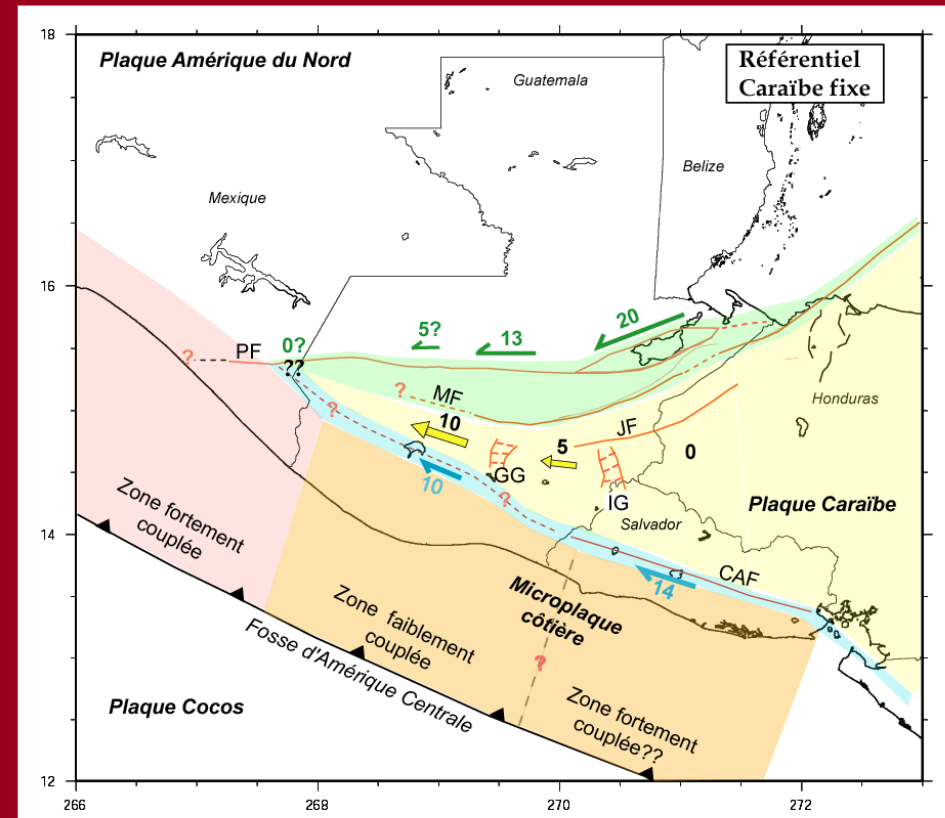 18
Plaque Amérique du Nord
Référentiel
Caraïbe fixe
Guatemala
Belize
Mexique
16
20
5?
13
0?
PF
??
?
?
MF
?
10
JF
Honduras
5
0
GG
10
?
IG
Plaque Caraïbe
Zone fortement
couplée
14
Salvador
CAF
14
Microplaque
côtière
Zone faiblement
couplée
?
Fosse d'Amérique Centrale
Zone fortement
couplée??
Plaque Cocos
12
266
268
270
272